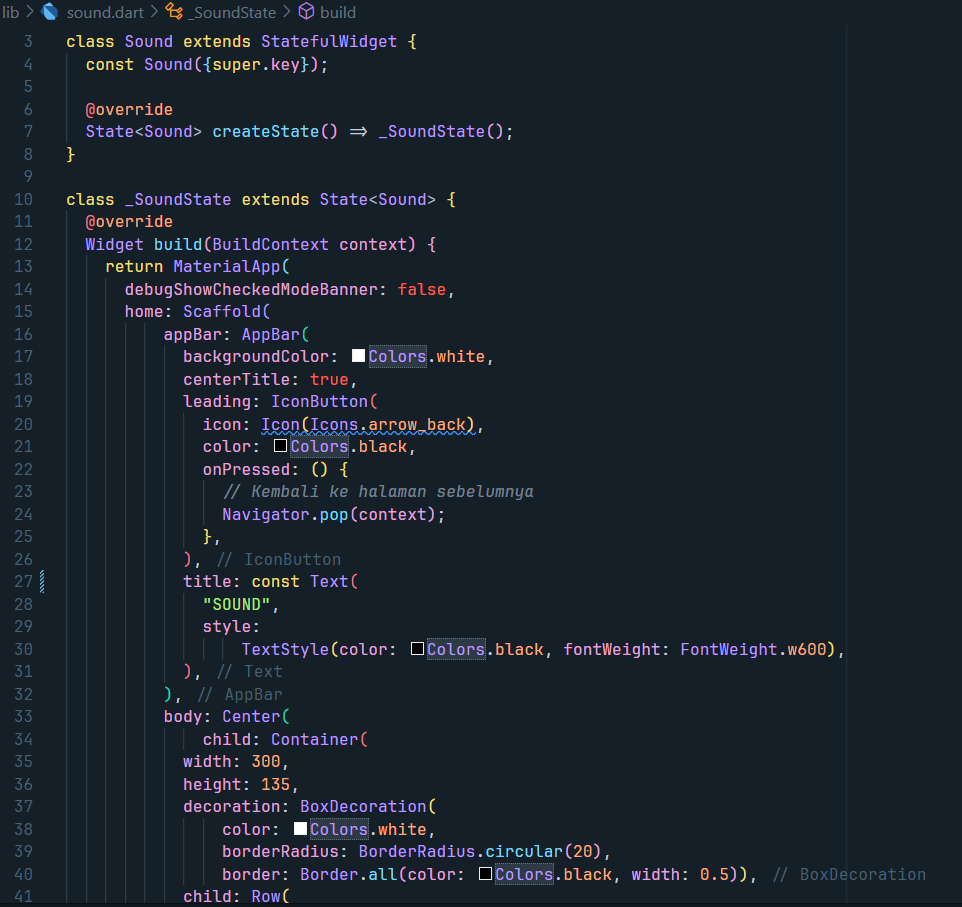 lib > sound.dart > _SoundState > build
3 class Sound extends StatefulWidget {
4   const Sound({super.key});
5
6   @override
7   State<Sound> createState() => _SoundState();
8 }
9
10 class _SoundState extends State<Sound> {
11   @override
12   Widget build(BuildContext context) {
13     return MaterialApp(
14       debugShowCheckedModeBanner: false,
15       home: Scaffold(
16           appBar: AppBar(
17             backgroundColor: Colors.white,
18             centerTitle: true,
19             leading: IconButton(
20               icon: Icon(Icons.arrow_back),
21               color: Colors.black,
22               onPressed: () {
23                 // Kembali ke halaman sebelumnya
24                 Navigator.pop(context);
25               },
26             ), // IconButton
27             title: const Text(
28               "SOUND",
29               style:
30                   TextStyle(color: Colors.black, fontWeight: FontWeight.w600),
31             ), // Text
32           ), // AppBar
33           body: Center(
34               child: Container(
35             width: 300,
36             height: 135,
37             decoration: BoxDecoration(
38                 color: Colors.white,
39                 borderRadius: BorderRadius.circular(20),
40                 border: Border.all(color: Colors.black, width: 0.5)), // BoxDecoration
41             child: Row(